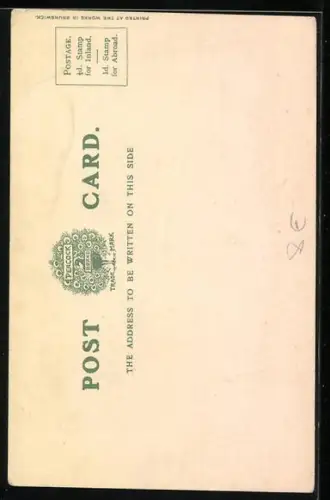 POST CARD.
PEACOCK
BRAND
TRADE MARK
THE ADDRESS TO BE WRITTEN ON THIS SIDE
POSTAGE.
½d. Stamp
for Inland.
1d. Stamp
for Abroad.
PRINTED AT THE WORKS IN BRUNSWICK.